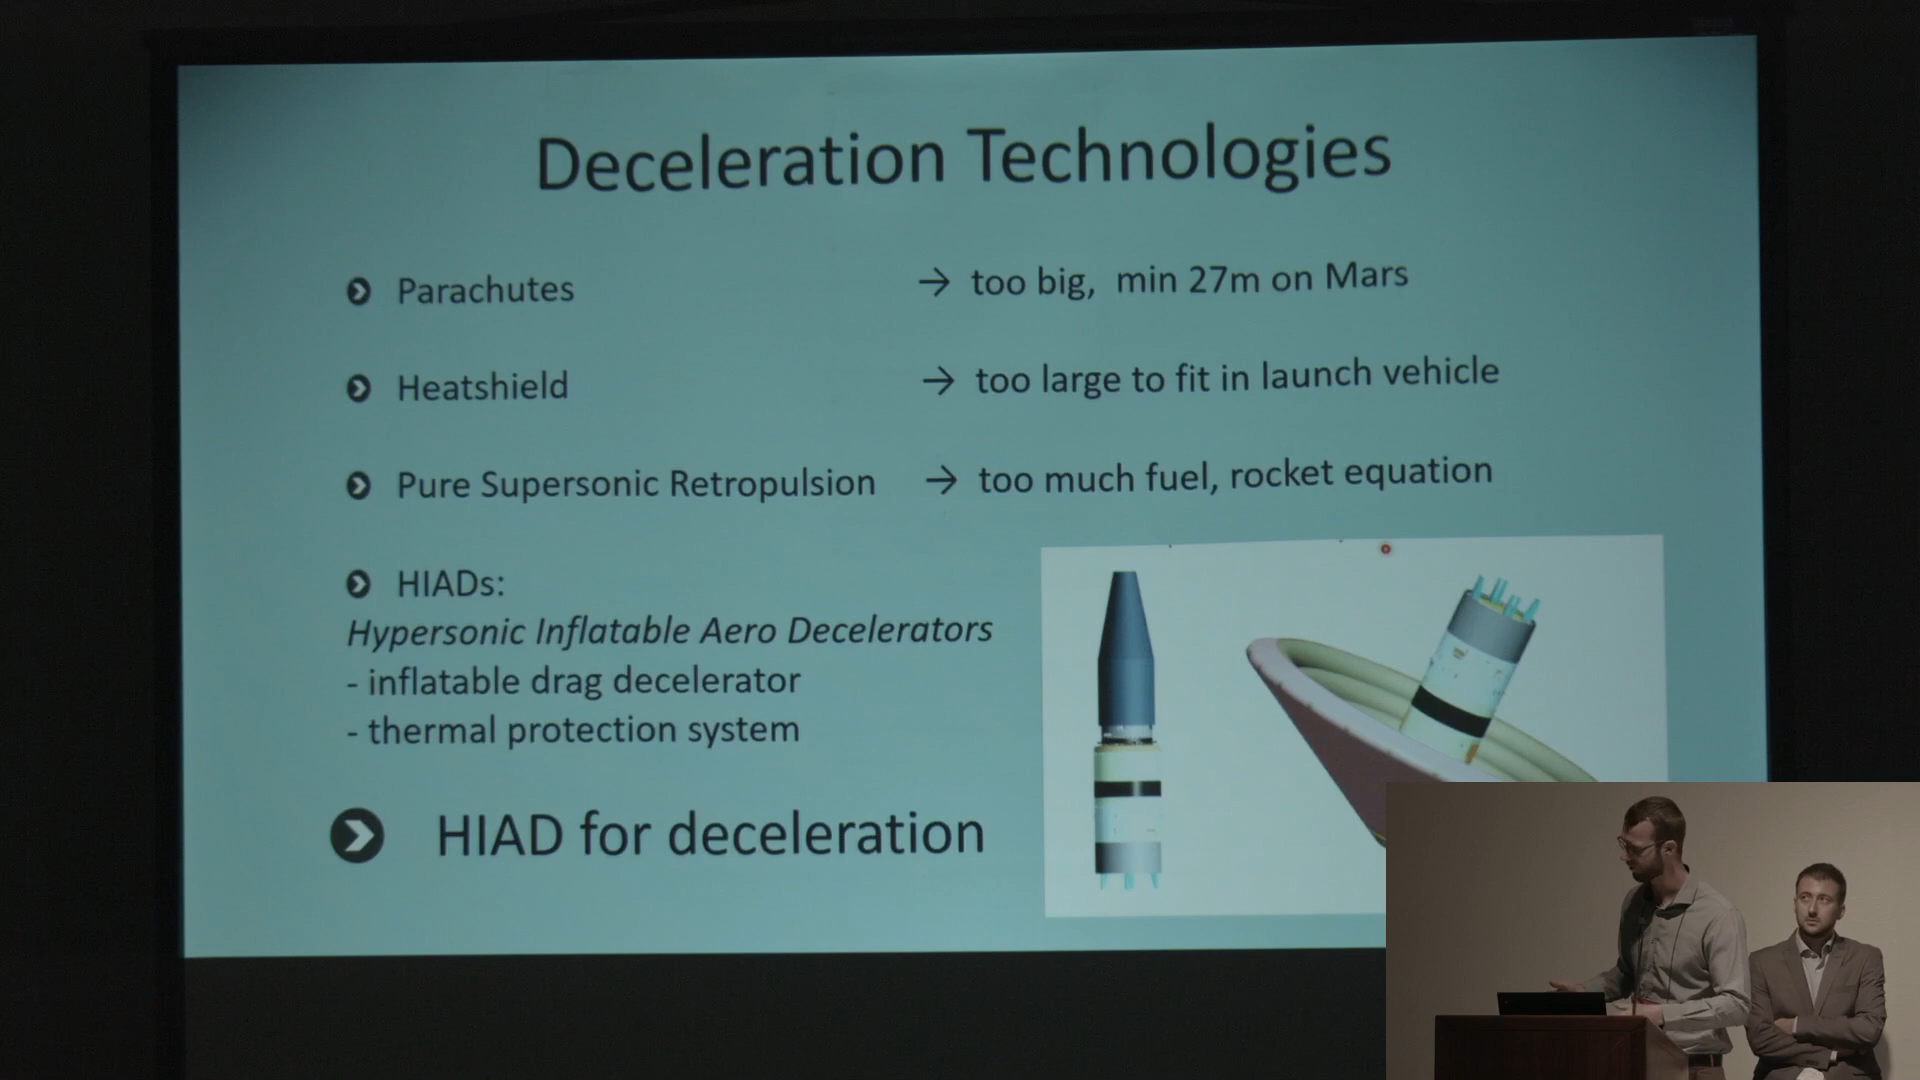 Deceleration Technologies
Parachutes → too big, min 27m on Mars
Heatshield → too large to fit in launch vehicle
Pure Supersonic Retropulsion → too much fuel, rocket equation
HIADs:
Hypersonic Inflatable Aero Decelerators
- inflatable drag decelerator
- thermal protection system
HIAD for deceleration